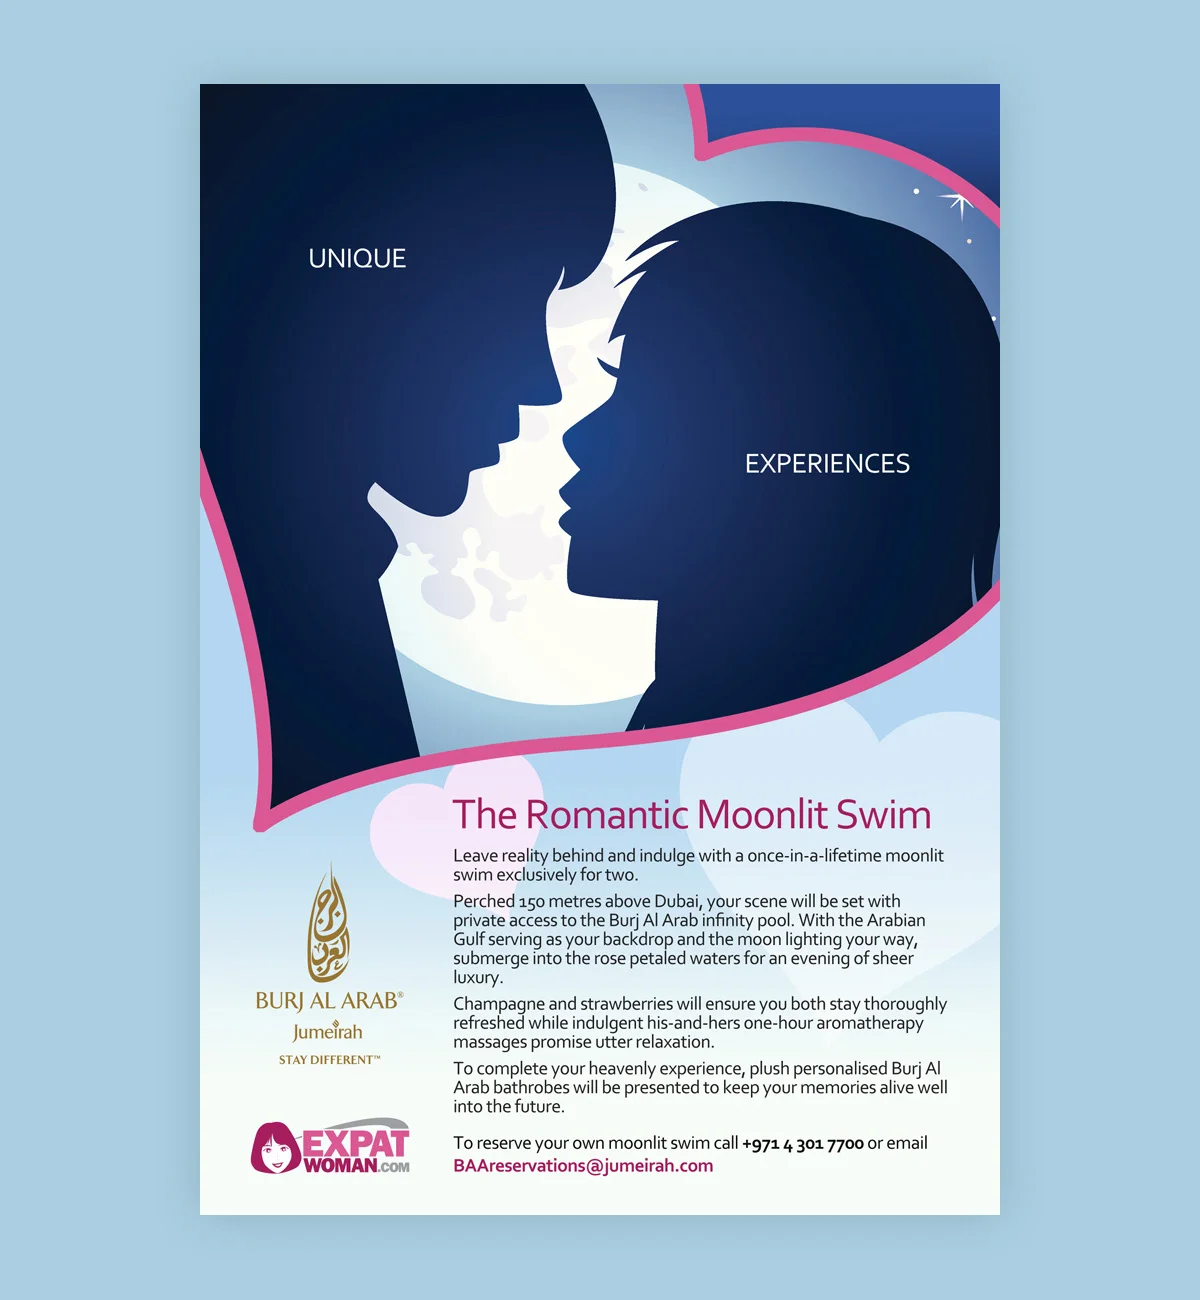 UNIQUE
EXPERIENCES
The Romantic Moonlit Swim
Leave reality behind and indulge with a once-in-a-lifetime moonlit
swim exclusively for two.
Perched 150 metres above Dubai, your scene will be set with
private access to the Burj Al Arab infinity pool. With the Arabian
Gulf serving as your backdrop and the moon lighting your way,
submerge into the rose petaled waters for an evening of sheer
luxury.
Champagne and strawberries will ensure you both stay thoroughly
refreshed while indulgent his-and-hers one-hour aromatherapy
massages promise utter relaxation.
To complete your heavenly experience, plush personalised Burj Al
Arab bathrobes will be presented to keep your memories alive well
into the future.
To reserve your own moonlit swim call +971 4 301 7700 or email
BAAreservations@jumeirah.com
برج العرب
BURJ AL ARAB®
Jumeirah
STAY DIFFERENT™
EXPAT
WOMAN.COM